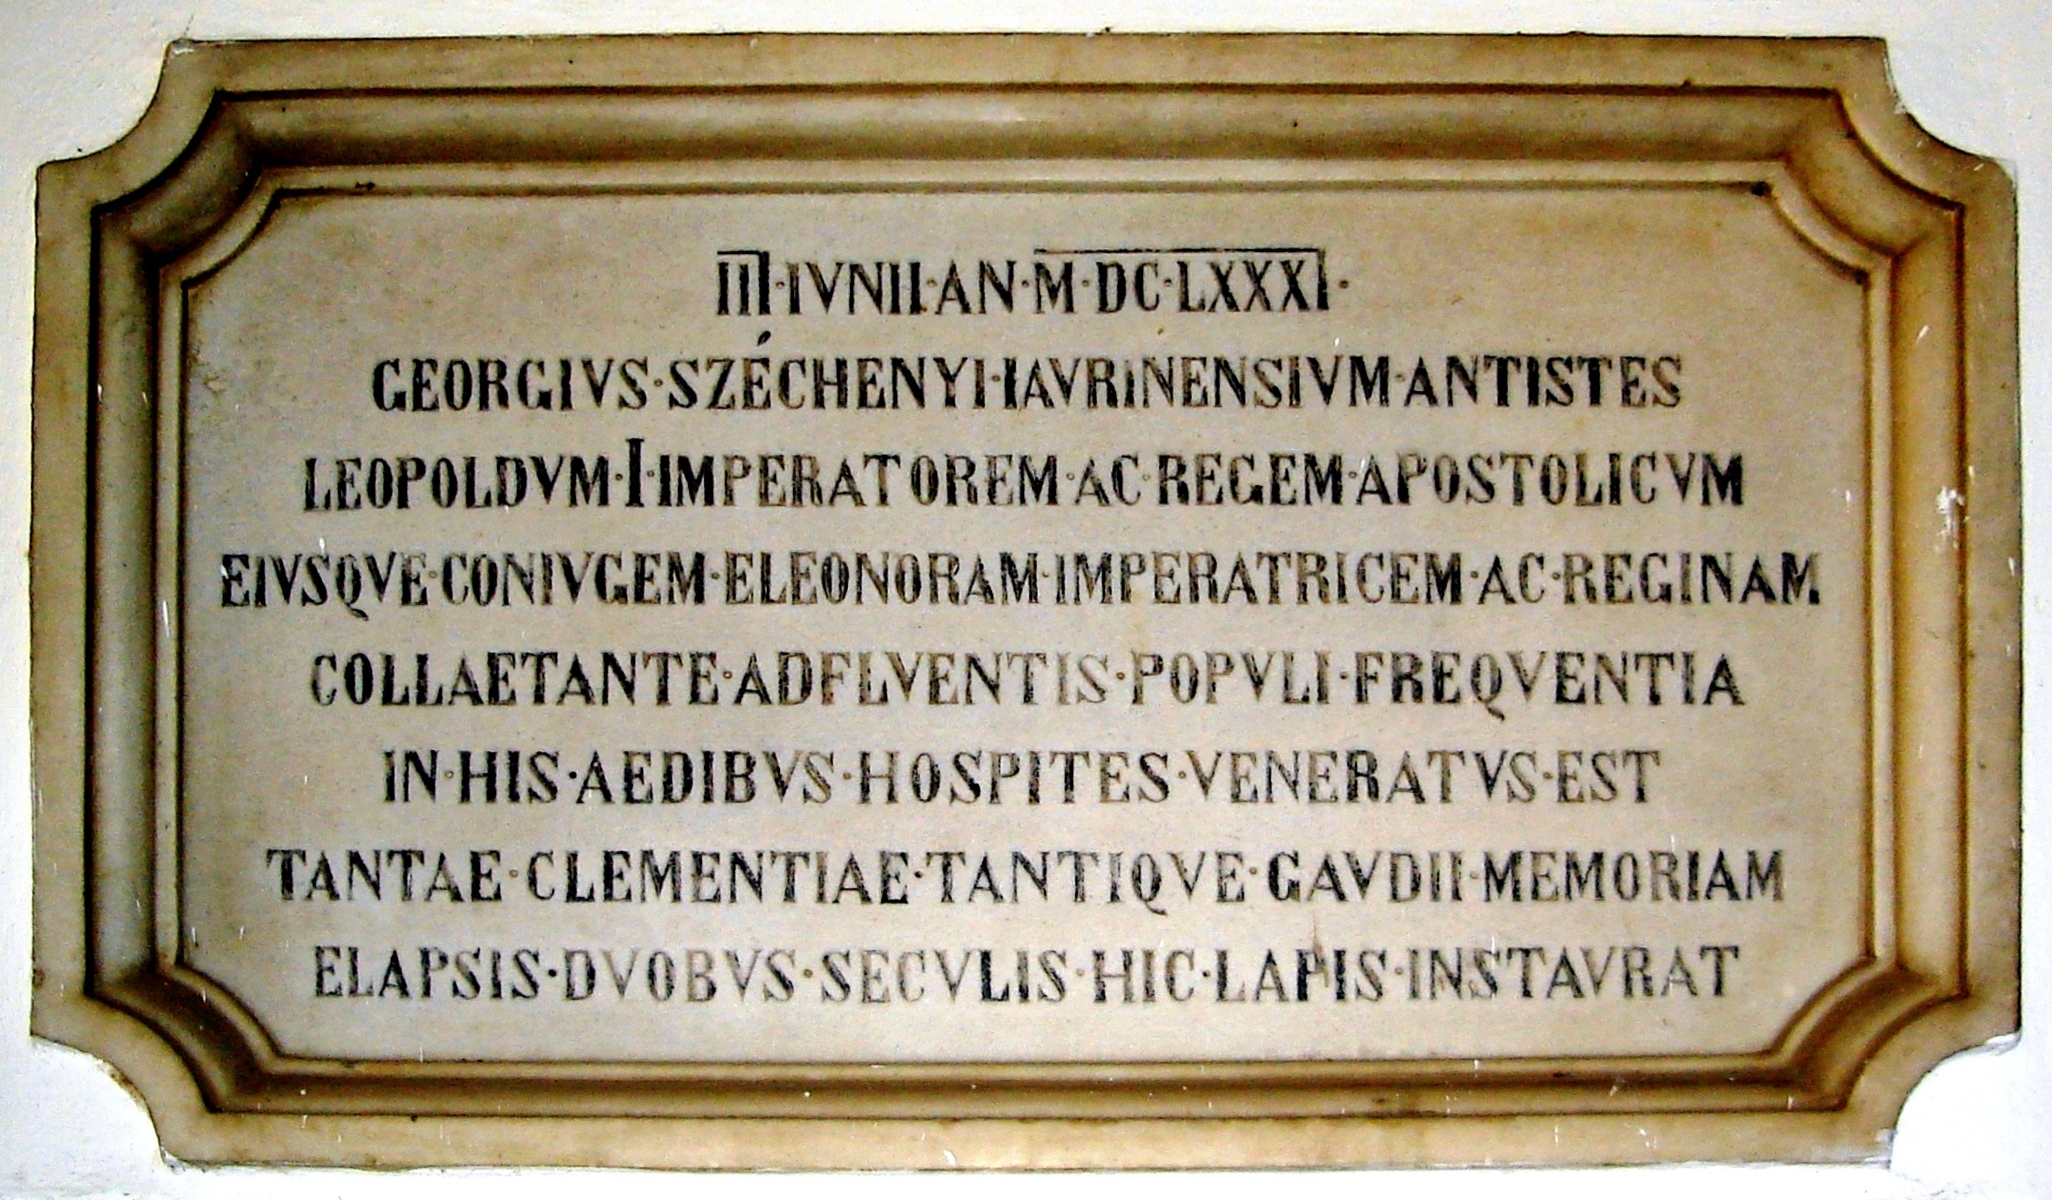 III·IVNII·AN·M·DC·LXXXI·
GEORGIVS·SZÉCHENYI·IAVRINENSIVM·ANTISTES
LEOPOLDVM·I·IMPERATOREM·AC·REGEM·APOSTOLICVM
EIVSQVE·CONIVGEM·ELEONORAM·IMPERATRICEM·AC·REGINAM
COLLAETANTE·ADFLVENTIS·POPVLI·FREQVENTIA
IN·HIS·AEDIBVS·HOSPITES·VENERATVS·EST
TANTAE·CLEMENTIAE·TANTIQVE·GAVDII·MEMORIAM
ELAPSIS·DVOBVS·SECVLIS·HIC·LAPIS·INSTAVRAT